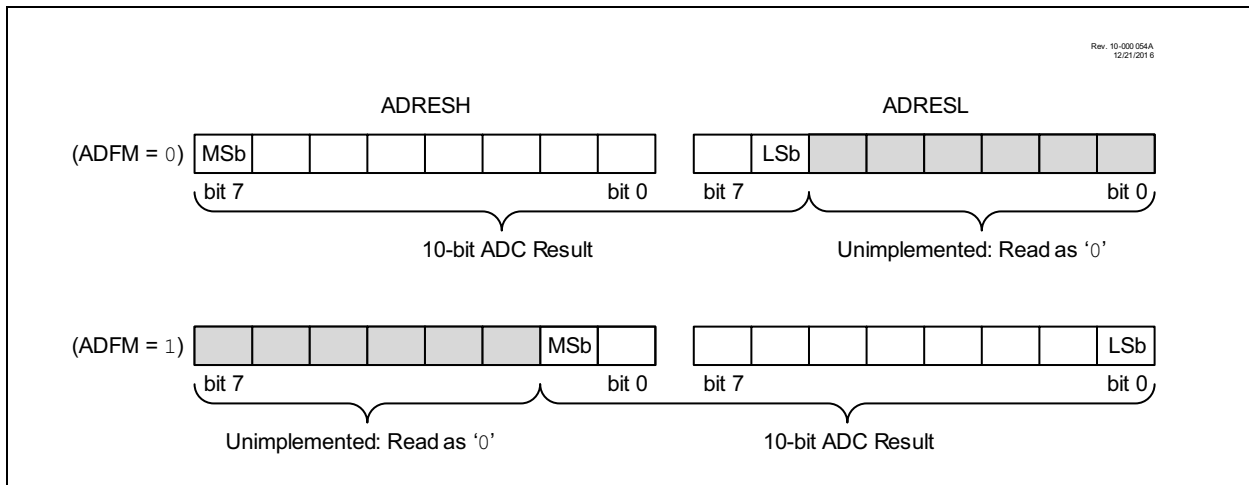 Rev. 10-000 054A
12/21/201 6
ADRESH ADRESL
(ADFM = 0) MSb LSb
bit 7 bit 0 bit 7 bit 0
10-bit ADC Result Unimplemented: Read as ‘0’
(ADFM = 1) MSb LSb
bit 7 bit 0 bit 7 bit 0
Unimplemented: Read as ‘0’ 10-bit ADC Result